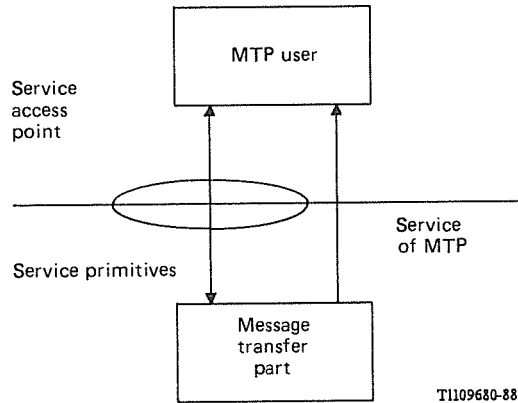 MTP user
Service
access
point
Service
of MTP
Service primitives
Message
transfer
part
T1109680-88